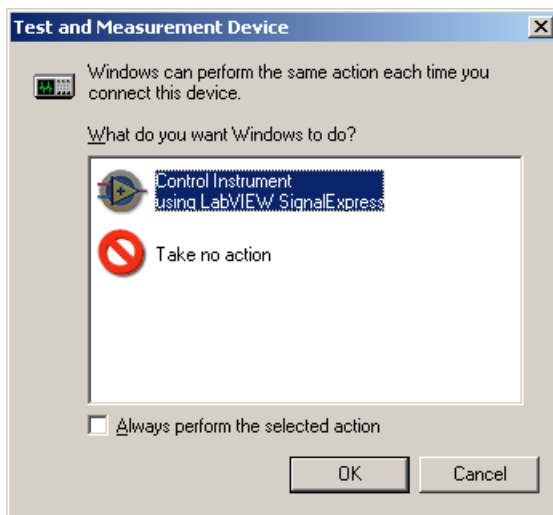 Test and Measurement Device
Windows can perform the same action each time you
connect this device.
What do you want Windows to do?
Control Instrument
using LabVIEW SignalExpress
Take no action
Always perform the selected action
OK
Cancel